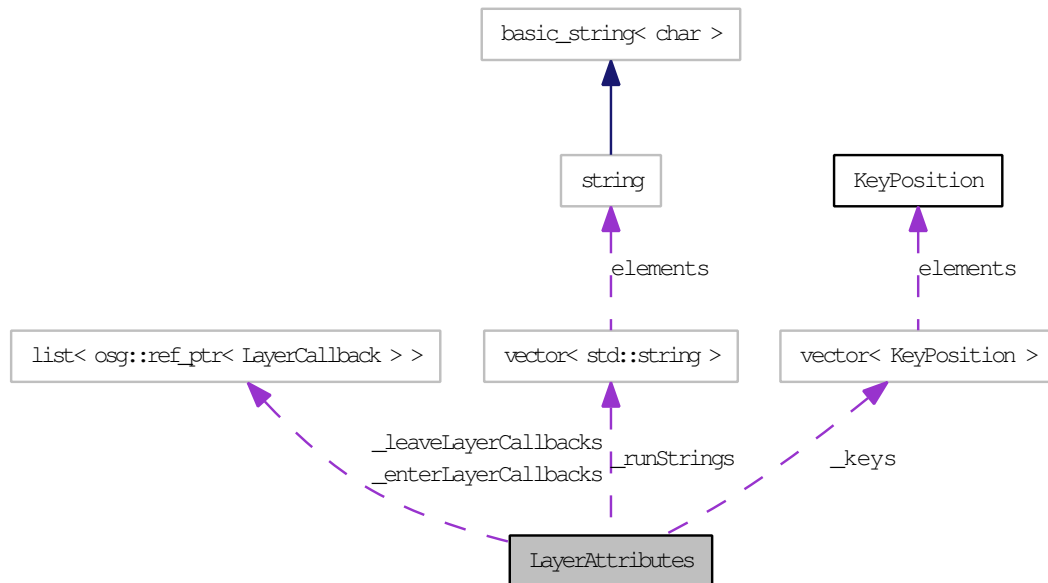 basic_string< char >
string
KeyPosition
elements
elements
list< osg::ref_ptr< LayerCallback > >
vector< std::string >
vector< KeyPosition >
_leaveLayerCallbacks
_enterLayerCallbacks
_runStrings
_keys
LayerAttributes